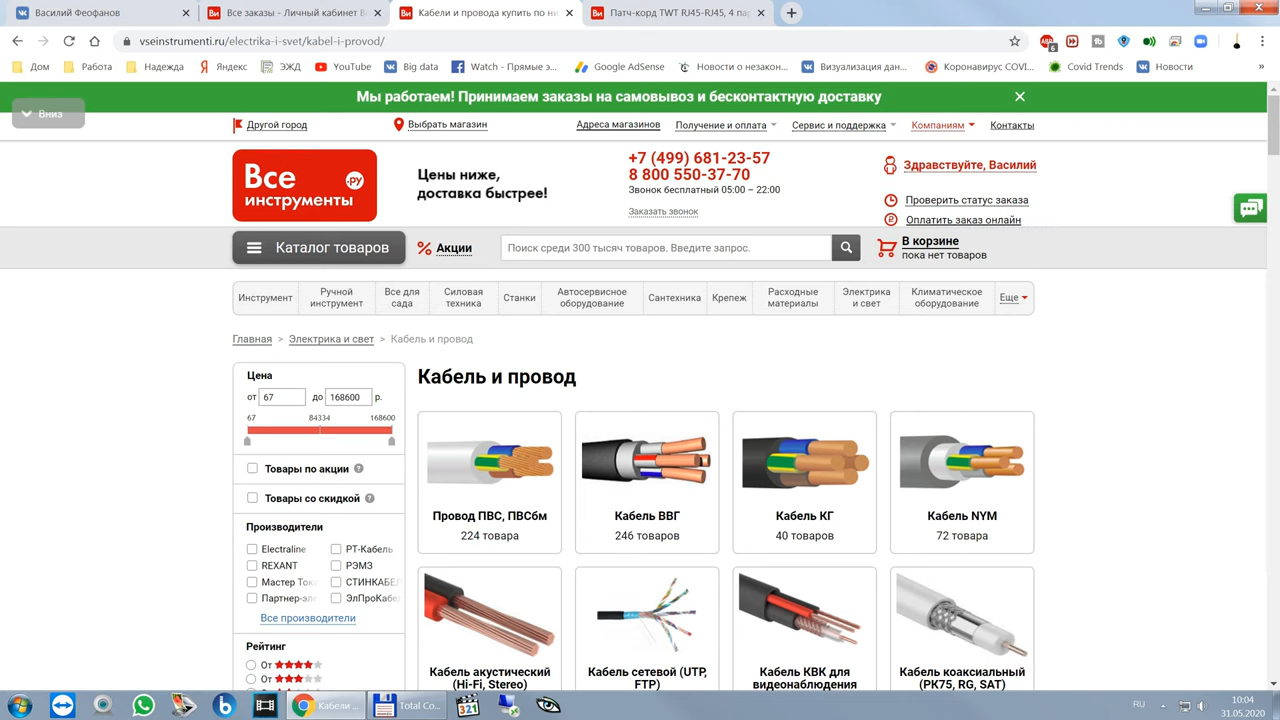 Василий Феофанов
Все заказы - Личный кабинет В
Кабели и провода купить по ни
Патч-корд TWT RJ45-RJ45, 4 па
vseinstrumenti.ru/electrika-i-svet/kabel-i-provod/
ABP
6
Дом
Работа
Надежда
Яндекс
ЭЖД
YouTube
Big data
Watch - Прямые э...
Google AdSense
Новости о незакон...
Визуализация дан...
Коронавирус COVI...
Covid Trends
Новости
»
Мы работаем! Принимаем заказы на самовывоз и бесконтактную доставку
Вниз
Другой город
Выбрать магазин
Адреса магазинов
Получение и оплата
Сервис и поддержка
Компаниям
Контакты
Все
.РУ
инструменты
Цены ниже,
доставка быстрее!
+7 (499) 681-23-57
8 800 550-37-70
Звонок бесплатный 05:00 – 22:00
Заказать звонок
Здравствуйте, Василий
Проверить статус заказа
Оплатить заказ онлайн
Каталог товаров
% Акции
Поиск среди 300 тысяч товаров. Введите запрос.
В корзине
пока нет товаров
Инструмент
Ручной
инструмент
Все для
сада
Силовая
техника
Станки
Автосервисное
оборудование
Сантехника
Крепеж
Расходные
материалы
Электрика
и свет
Климатическое
оборудование
Еще
Главная > Электрика и свет > Кабель и провод
Цена
от 67 до 168600 р.
67 84334 168600
Товары по акции ?
Товары со скидкой ?
Производители
Electraline
РТ-Кабель
REXANT
РЭМЗ
Мастер Тока
СТИНКАБЕЛ
Партнер-эле
ЭлПроКабе
Все производители
Рейтинг
От
От
Кабель и провод
Провод ПВС, ПВСбм
224 товара
Кабель ВВГ
246 товаров
Кабель КГ
40 товаров
Кабель NYM
72 товара
Кабель акустический
(Hi-Fi, Stereo)
Кабель сетевой (UTP,
FTP)
Кабель КВК для
видеонаблюдения
Кабель коаксиальный
(РК75, RG, SAT)
Кабели ...
Total Co...
321
RU
10:04
31.05.2020